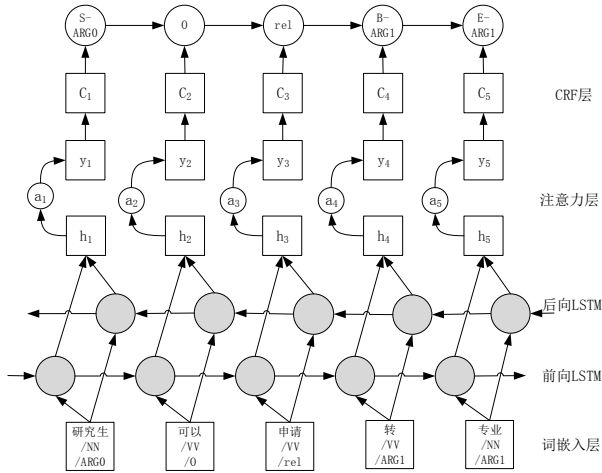 S-
ARG0
O
rel
B-
ARG1
E-
ARG1
C1
C2
C3
C4
C5
CRF层
y1
y2
y3
y4
y5
a1
a2
a3
a4
a5
注意力层
h1
h2
h3
h4
h5
后向LSTM
前向LSTM
研究生
/NN
/ARG0
可以
/VV
/O
申请
/VV
/rel
转
/VV
/ARG1
专业
/NN
/ARG1
词嵌入层